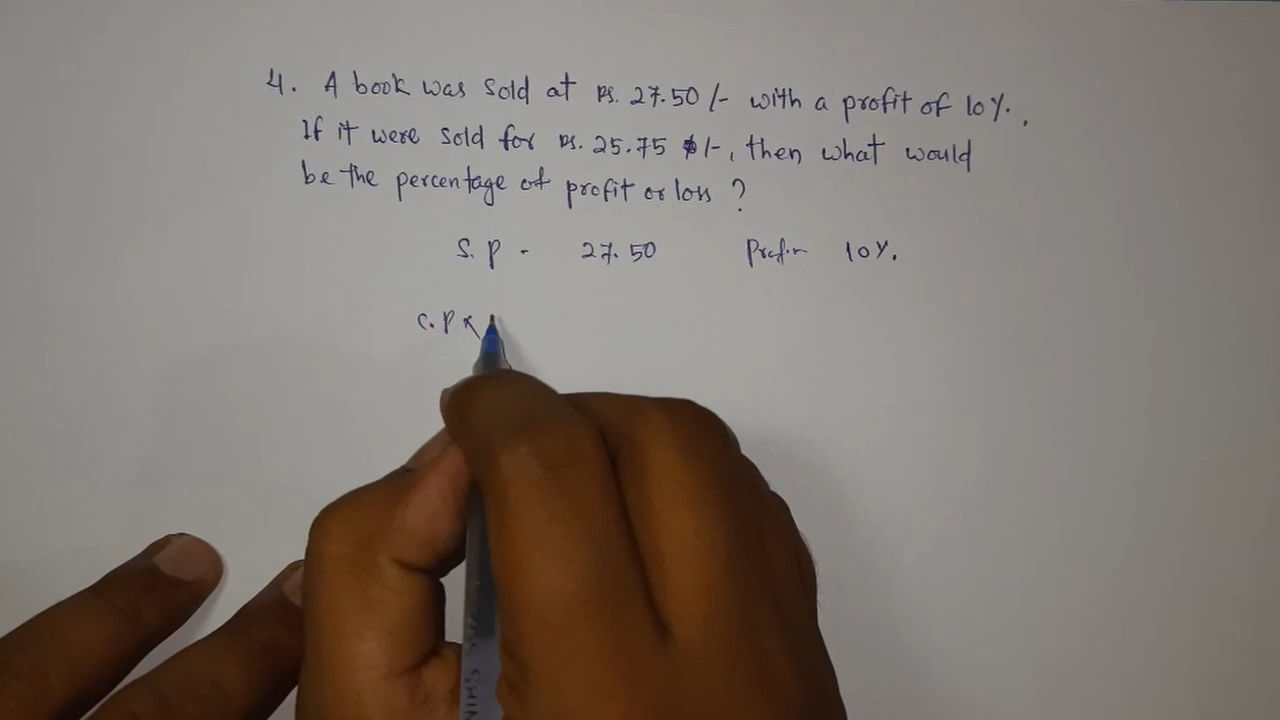 4. A book was sold at Rs. 27.50/- with a profit of 10%.,
If it were sold for Rs. 25.75 /-, then what would
be the percentage of profit or loss ?
S. P - 27.50 Profit 10%.
C. P x